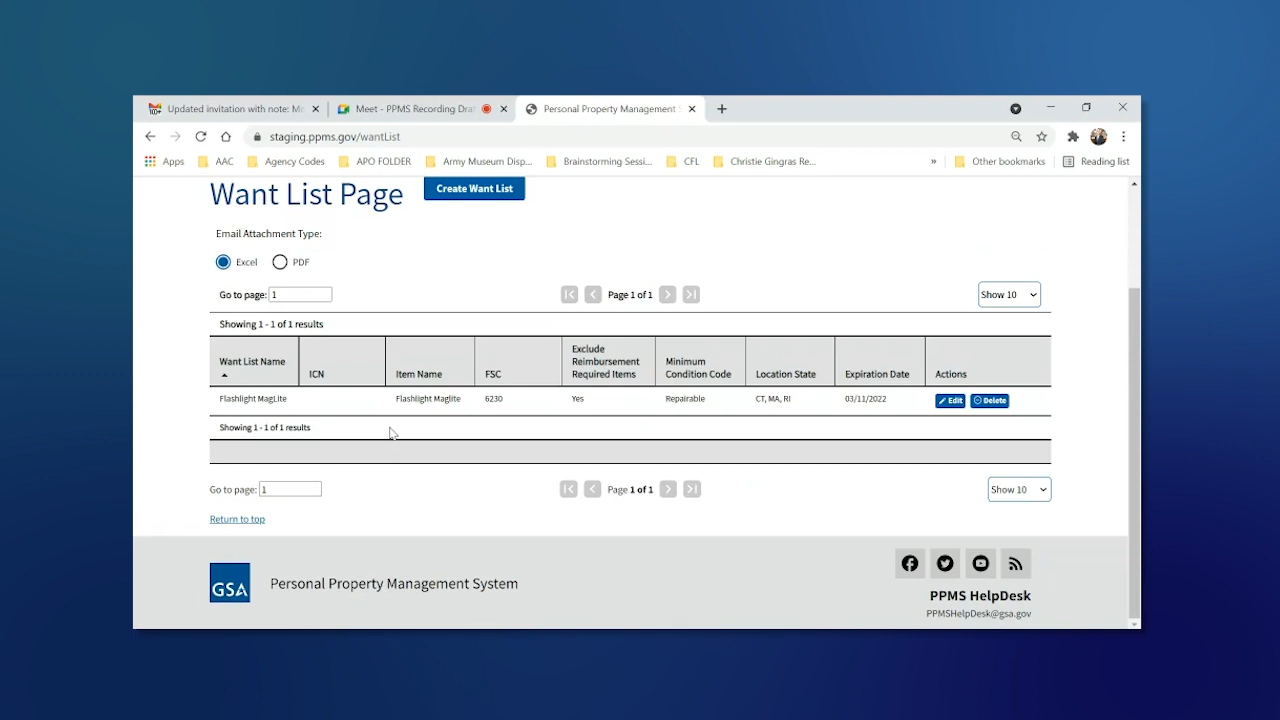 Updated invitation with note: Mo
Meet - PPMS Recording Dra
Personal Property Management S
staging.ppms.gov/wantList
Apps
AAC
Agency Codes
APO FOLDER
Army Museum Disp...
Brainstorming Sessi...
CFL
Christie Gingras Re...
»
Other bookmarks
Reading list
Want List Page
Create Want List
Email Attachment Type:
Excel
PDF
Go to page: 1
Page 1 of 1
Show 10
Showing 1 - 1 of 1 results
Want List Name
ICN
Item Name
FSC
Exclude
Reimbursement
Required Items
Minimum
Condition Code
Location State
Expiration Date
Actions
Flashlight MagLite
Flashlight Maglite
6230
Yes
Repairable
CT, MA, RI
03/11/2022
Edit
Delete
Showing 1 - 1 of 1 results
Go to page: 1
Page 1 of 1
Show 10
Return to top
GSA
Personal Property Management System
PPMS HelpDesk
PPMSHelpDesk@gsa.gov